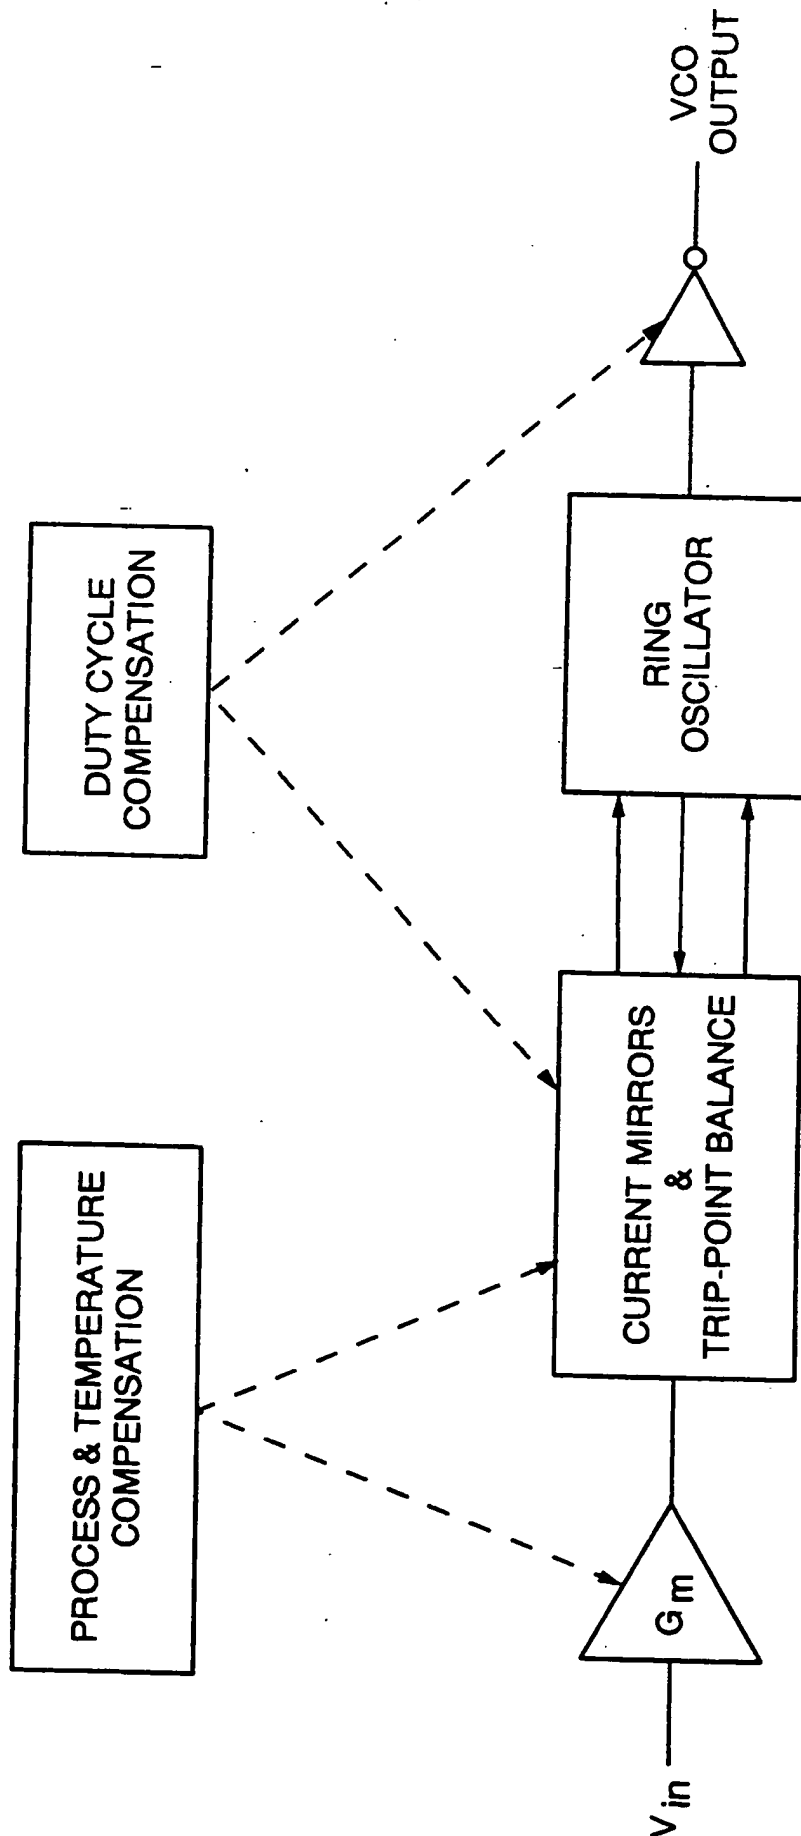 PROCESS & TEMPERATURE
COMPENSATION
DUTY CYCLE
COMPENSATION
Vin
Gm
CURRENT MIRRORS
&
TRIP-POINT BALANCE
RING
OSCILLATOR
VCO
OUTPUT